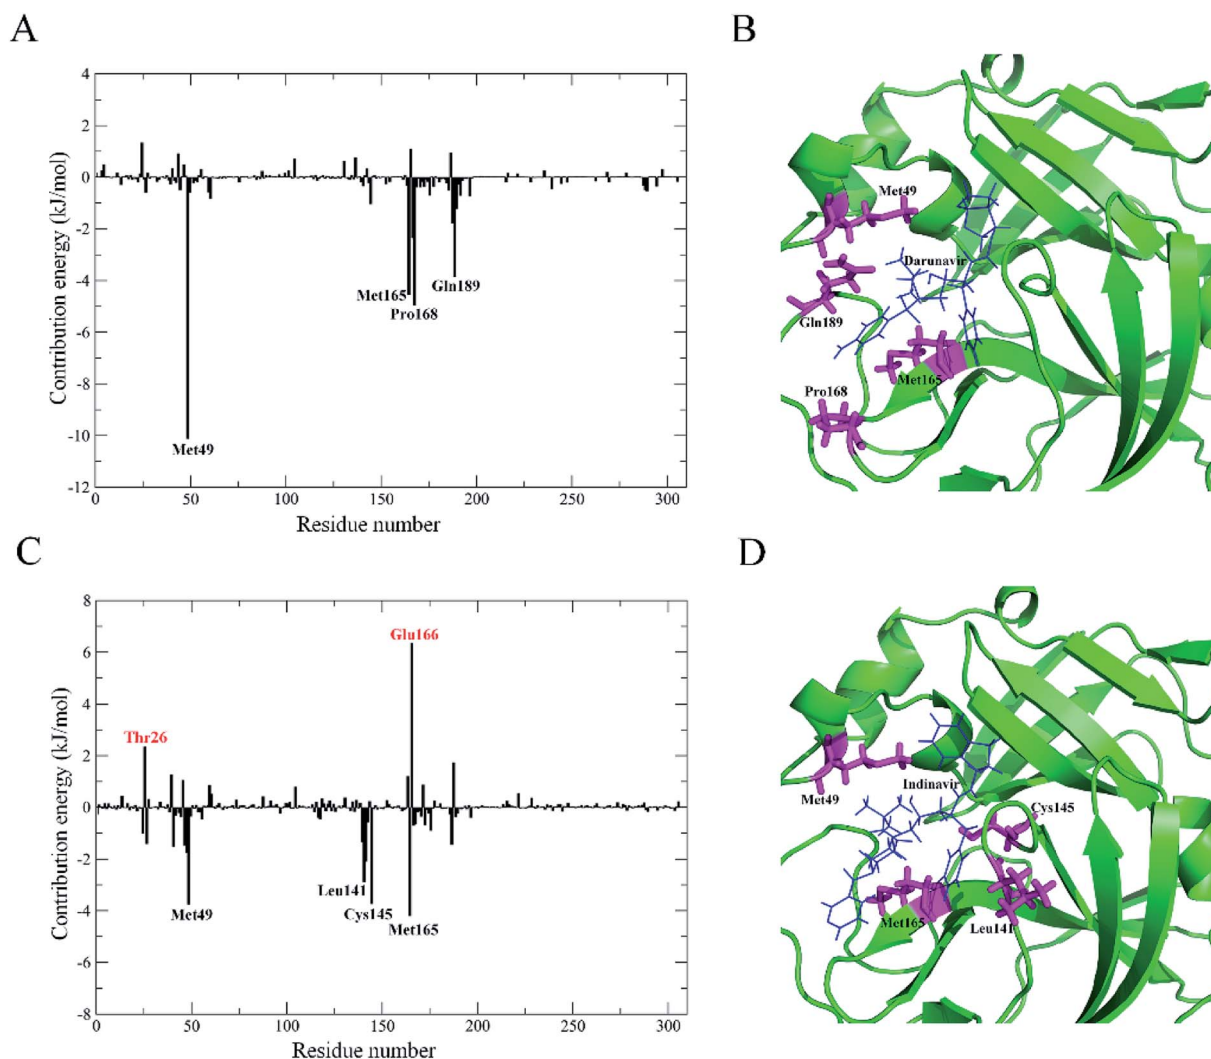 A
Contribution energy (kJ/mol)
4
2
0
-2
-4
-6
-8
-10
-12
Met49
Met165
Pro168
Gln189
0 50 100 150 200 250 300
Residue number
B
Met49
Darunavir
Gln189
Met165
Pro168
C
Contribution energy (kJ/mol)
8
6
4
2
0
-2
-4
-6
-8
Thr26
Glu166
Met49
Leu141
Cys145
Met165
0 50 100 150 200 250 300
Residue number
D
Met49
Indinavir
Cys145
Met165
Leu141